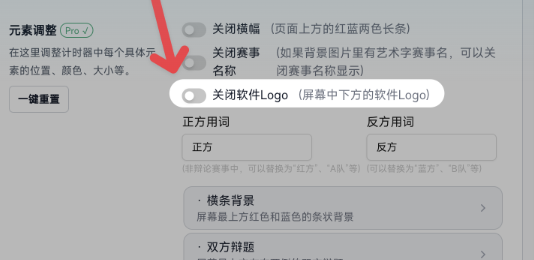 元素调整 Pro ✓
在这里调整计时器中每个具体元
素的位置、颜色、大小等。
一键重置
关闭横幅 (页面上方的红蓝两色长条)
关闭赛事名称 (如果背景图片里有艺术字赛事名，可以关
闭赛事名称显示)
关闭软件Logo (屏幕中下方的软件Logo)
正方用词 反方用词
正方 反方
(非辩论赛事中，可以替换为“红方”、“A队”等) (可以替换为“蓝方”、“B队”等)
· 横条背景
屏幕最上方红色和蓝色的条状背景
· 双方辩题